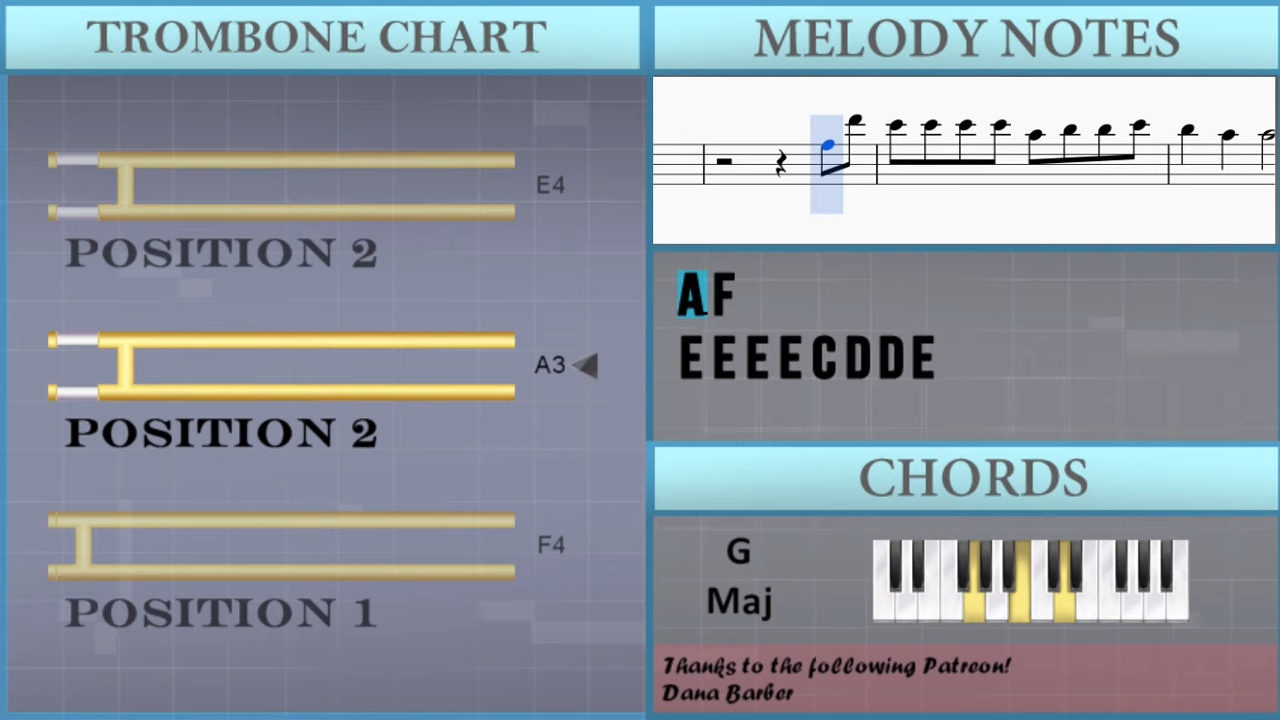 TROMBONE CHART
E4
POSITION 2
A3
POSITION 2
F4
POSITION 1
MELODY NOTES
AF
EEEECDDE
CHORDS
G
Maj
Thanks to the following Patreon!
Dana Barber